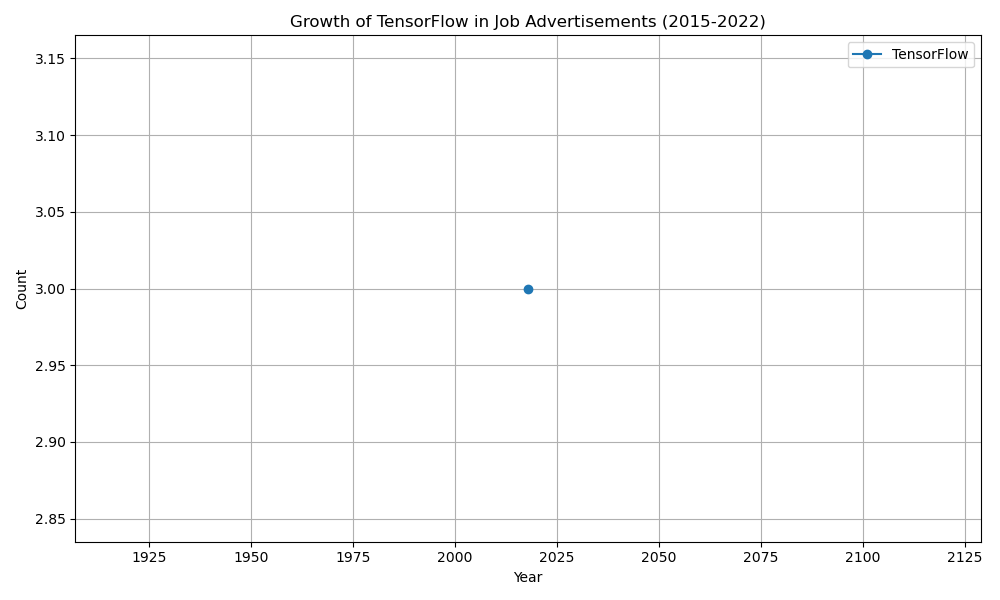 Growth of TensorFlow in Job Advertisements (2015-2022)
TensorFlow
3.15
3.10
3.05
3.00
2.95
2.90
2.85
Count
1925 1950 1975 2000 2025 2050 2075 2100 2125
Year